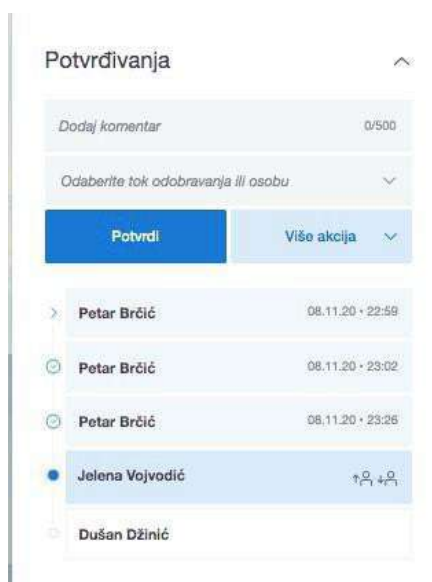 Potvrđivanja
Dodaj komentar 0/500
Odaberite tok odobravanja ili osobu
Potvrdi Više akcija
Petar Brčić 08.11.20 • 22:59
Petar Brčić 08.11.20 • 23:02
Petar Brčić 08.11.20 • 23:26
Jelena Vojvodić
Dušan Džinić